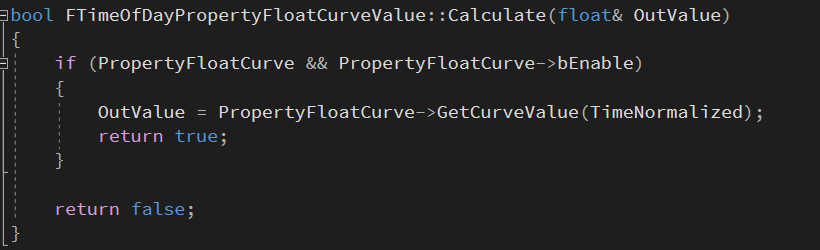 bool FTimeOfDayPropertyFloatCurveValue::Calculate(float& OutValue)
{
    if (PropertyFloatCurve && PropertyFloatCurve->bEnable)
    {
        OutValue = PropertyFloatCurve->GetCurveValue(TimeNormalized);
        return true;
    }

    return false;
}